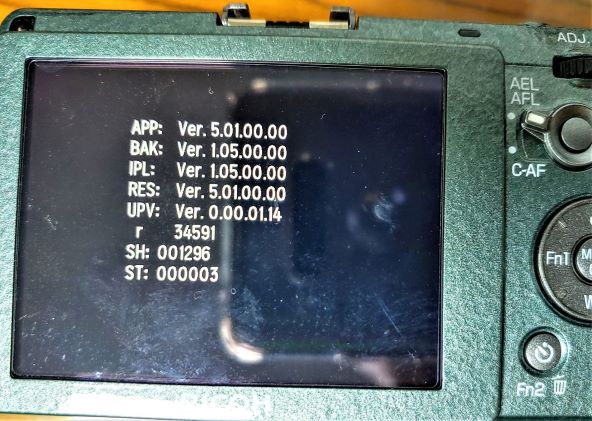 ADJ.
AEL
AFL
C-AF
APP: Ver. 5.01.00.00
BAK: Ver. 1.05.00.00
IPL: Ver. 1.05.00.00
RES: Ver. 5.01.00.00
UPV: Ver. 0.00.01.14
r 34591
SH: 001296
ST: 000003
Fn1
Fn2